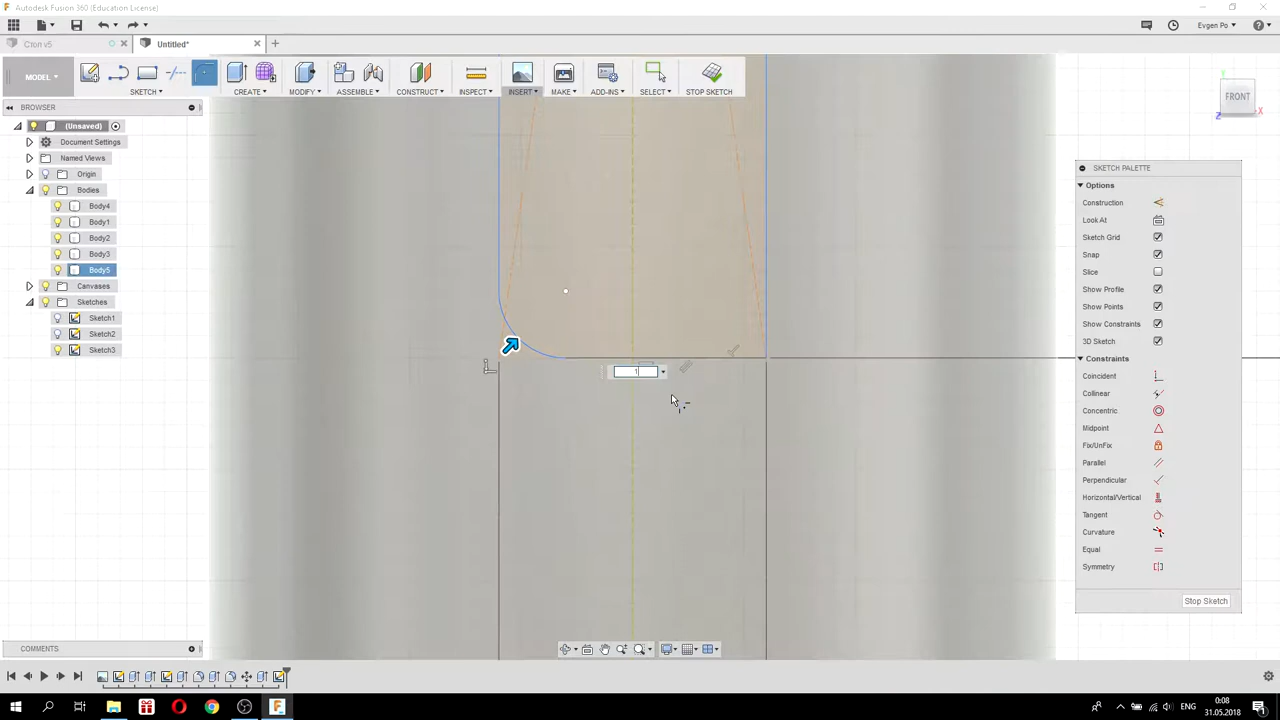 Autodesk Fusion 360 (Education License)
Evgen Po
Стол v5
Untitled*
MODEL
SKETCH
CREATE
MODIFY
ASSEMBLE
CONSTRUCT
INSPECT
INSERT
MAKE
ADD-INS
SELECT
STOP SKETCH
BROWSER
(Unsaved)
Document Settings
Named Views
Origin
Bodies
Body4
Body1
Body2
Body3
Body5
Canvases
Sketches
Sketch1
Sketch2
Sketch3
FRONT
Z
X
1
SKETCH PALETTE
Options
Construction
Look At
Sketch Grid
Snap
Slice
Show Profile
Show Points
Show Constraints
3D Sketch
Constraints
Coincident
Collinear
Concentric
Midpoint
Fix/UnFix
Parallel
Perpendicular
Horizontal/Vertical
Tangent
Curvature
Equal
Symmetry
Stop Sketch
COMMENTS
0:08
31.05.2018